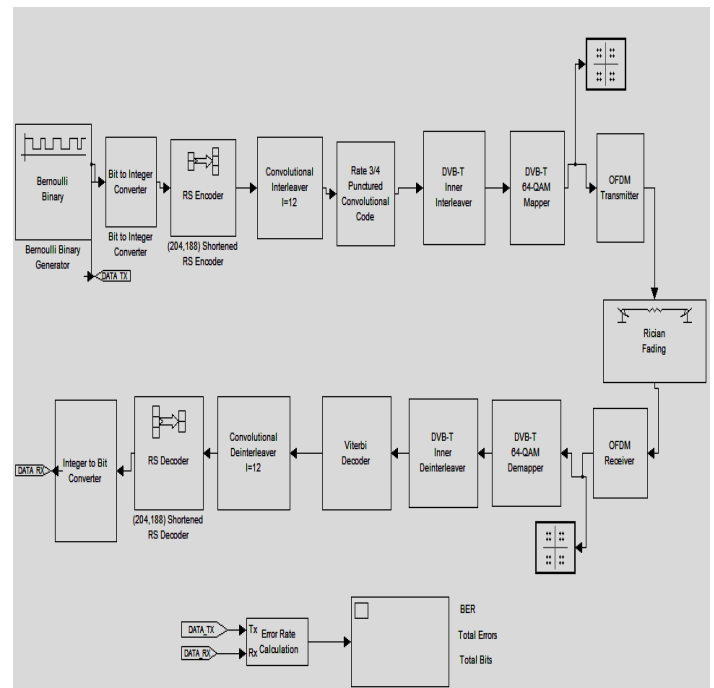 Bernoulli
Binary
Bernoulli Binary
Generator
DATA_TX
Bit to Integer
Converter
Bit to Integer
Converter
RS Encoder
(204,188) Shortened
RS Encoder
Convolutional
Interleaver
I=12
Rate 3/4
Punctured
Convolutional
Code
DVB-T
Inner
Interleaver
DVB-T
64-QAM
Mapper
OFDM
Transmitter
Rician
Fading
DATA_RX
Integer to Bit
Converter
RS Decoder
(204,188) Shortened
RS Decoder
Convolutional
Deinterleaver
I=12
Viterbi
Decoder
DVB-T
Inner
Deinterleaver
DVB-T
64-QAM
Demapper
OFDM
Receiver
DATA_TX
DATA_RX
Tx
Rx
Error Rate
Calculation
BER
Total Errors
Total Bits